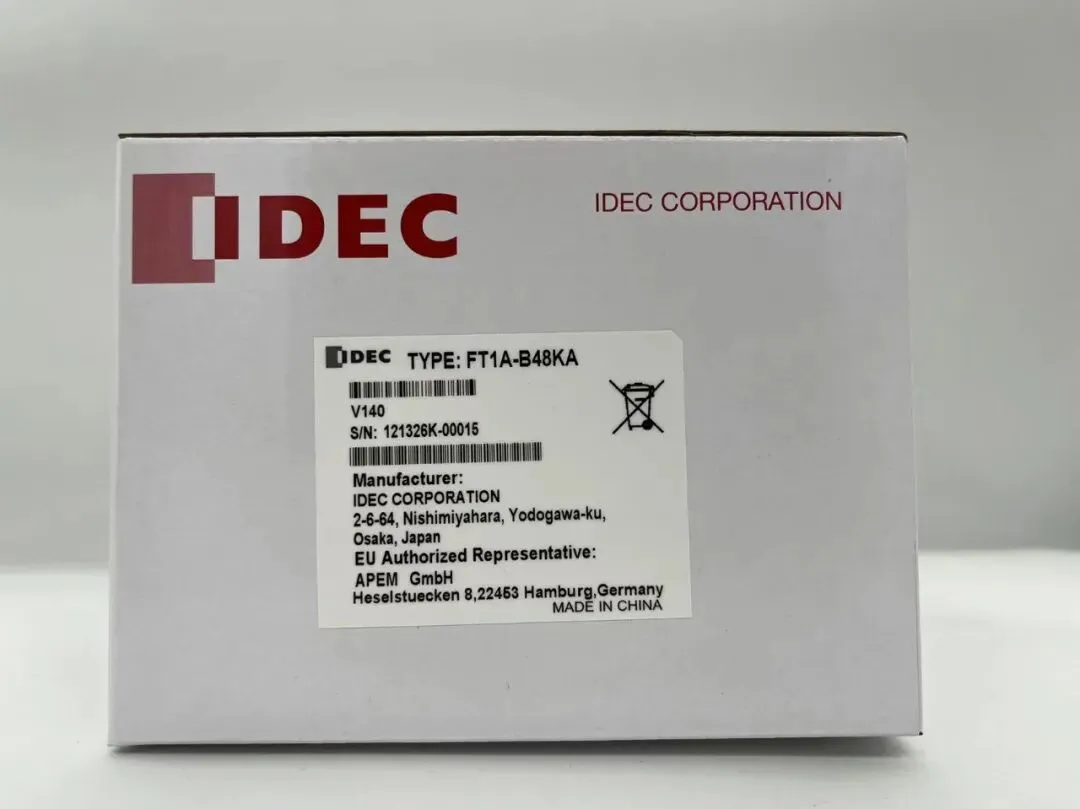 IDEC
IDEC CORPORATION
IDEC TYPE: FT1A-B48KA
V140
S/N: 121326K-00015
Manufacturer:
IDEC CORPORATION
2-6-64, Nishimiyahara, Yodogawa-ku,
Osaka, Japan
EU Authorized Representative:
APEM GmbH
Heselstuecken 8,22453 Hamburg,Germany
MADE IN CHINA